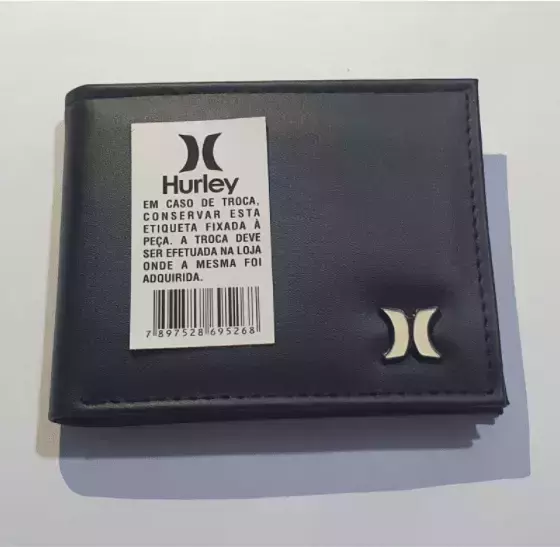 Hurley
EM CASO DE TROCA,
CONSERVAR ESTA
ETIQUETA FIXADA À
PEÇA. A TROCA DEVE
SER EFETUADA NA LOJA
ONDE A MESMA FOI
ADQUIRIDA.
7 897528 695268